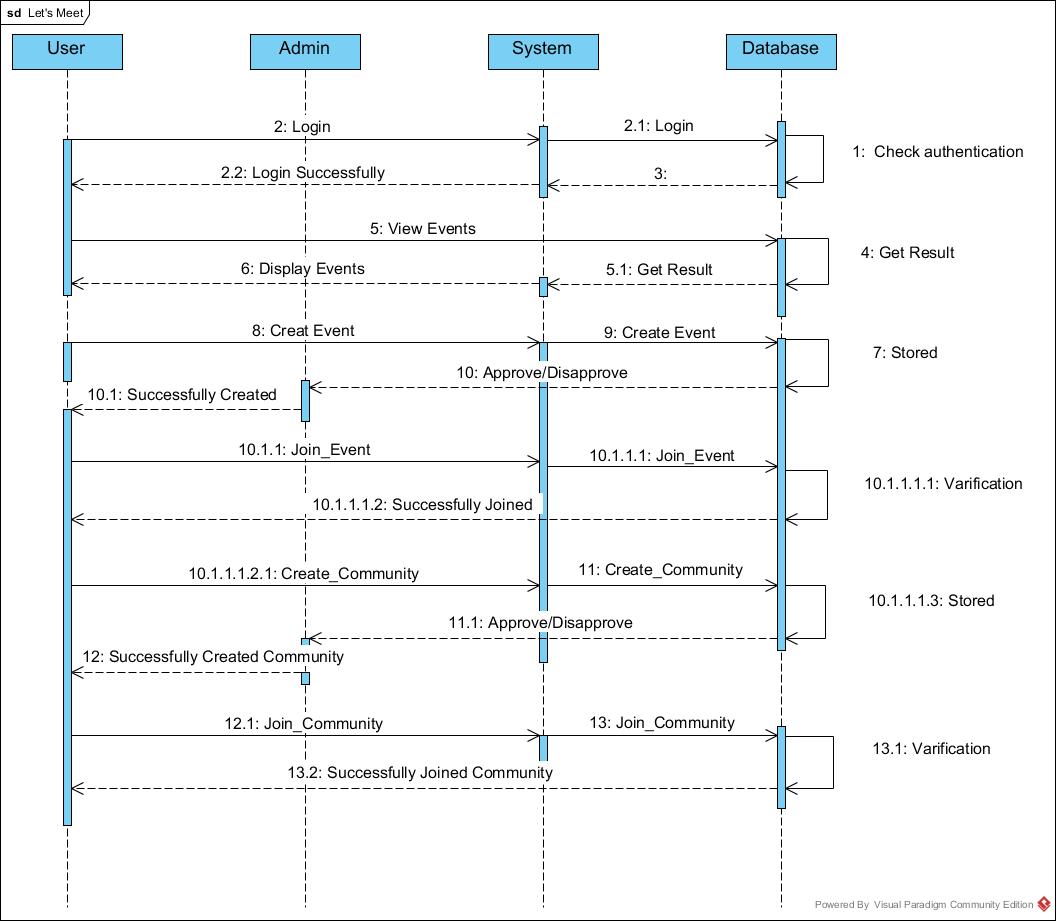 sd Let's Meet
User
Admin
System
Database
2: Login
2.1: Login
1: Check authentication
2.2: Login Successfully
3:
5: View Events
4: Get Result
6: Display Events
5.1: Get Result
8: Creat Event
9: Create Event
7: Stored
10: Approve/Disapprove
10.1: Successfully Created
10.1.1: Join_Event
10.1.1.1: Join_Event
10.1.1.1.1: Varification
10.1.1.1.2: Successfully Joined
10.1.1.1.2.1: Create_Community
11: Create_Community
10.1.1.1.3: Stored
11.1: Approve/Disapprove
12: Successfully Created Community
12.1: Join_Community
13: Join_Community
13.1: Varification
13.2: Successfully Joined Community
Powered By Visual Paradigm Community Edition